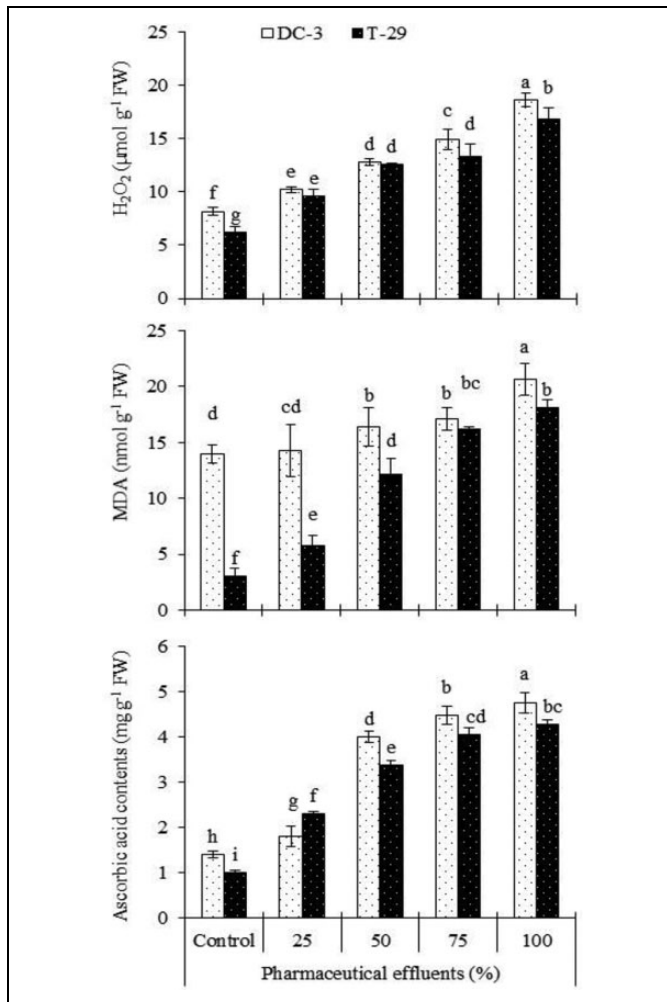 DC-3 T-29
25
20
15
10
5
0
H₂O₂ (µmol g⁻¹ FW)
f g e e d d c d a b
25
20
15
10
5
0
MDA (nmol g⁻¹ FW)
d f cd e b d b bc a b
6
5
4
3
2
1
0
Ascorbic acid contents (mg g⁻¹ FW)
h i g f d e b cd a bc
Control 25 50 75 100
Pharmaceutical effluents (%)